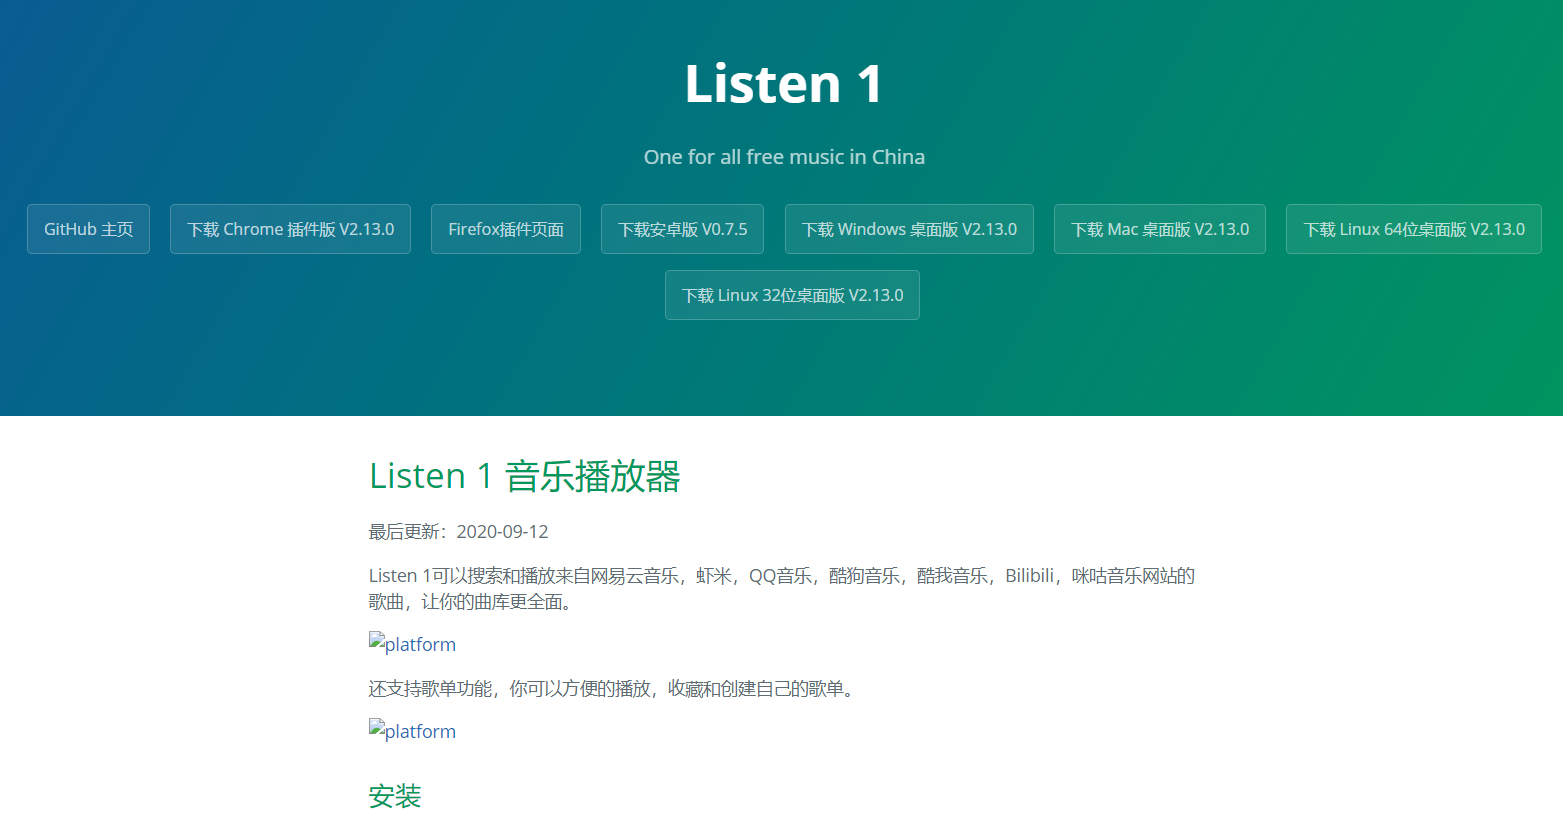 Listen 1
One for all free music in China
GitHub 主页
下载 Chrome 插件版 V2.13.0
Firefox插件页面
下载安卓版 V0.7.5
下载 Windows 桌面版 V2.13.0
下载 Mac 桌面版 V2.13.0
下载 Linux 64位桌面版 V2.13.0
下载 Linux 32位桌面版 V2.13.0
Listen 1 音乐播放器
最后更新：2020-09-12
Listen 1可以搜索和播放来自网易云音乐，虾米，QQ音乐，酷狗音乐，酷我音乐，Bilibili，咪咕音乐网站的
歌曲，让你的曲库更全面。
platform
还支持歌单功能，你可以方便的播放，收藏和创建自己的歌单。
platform
安装